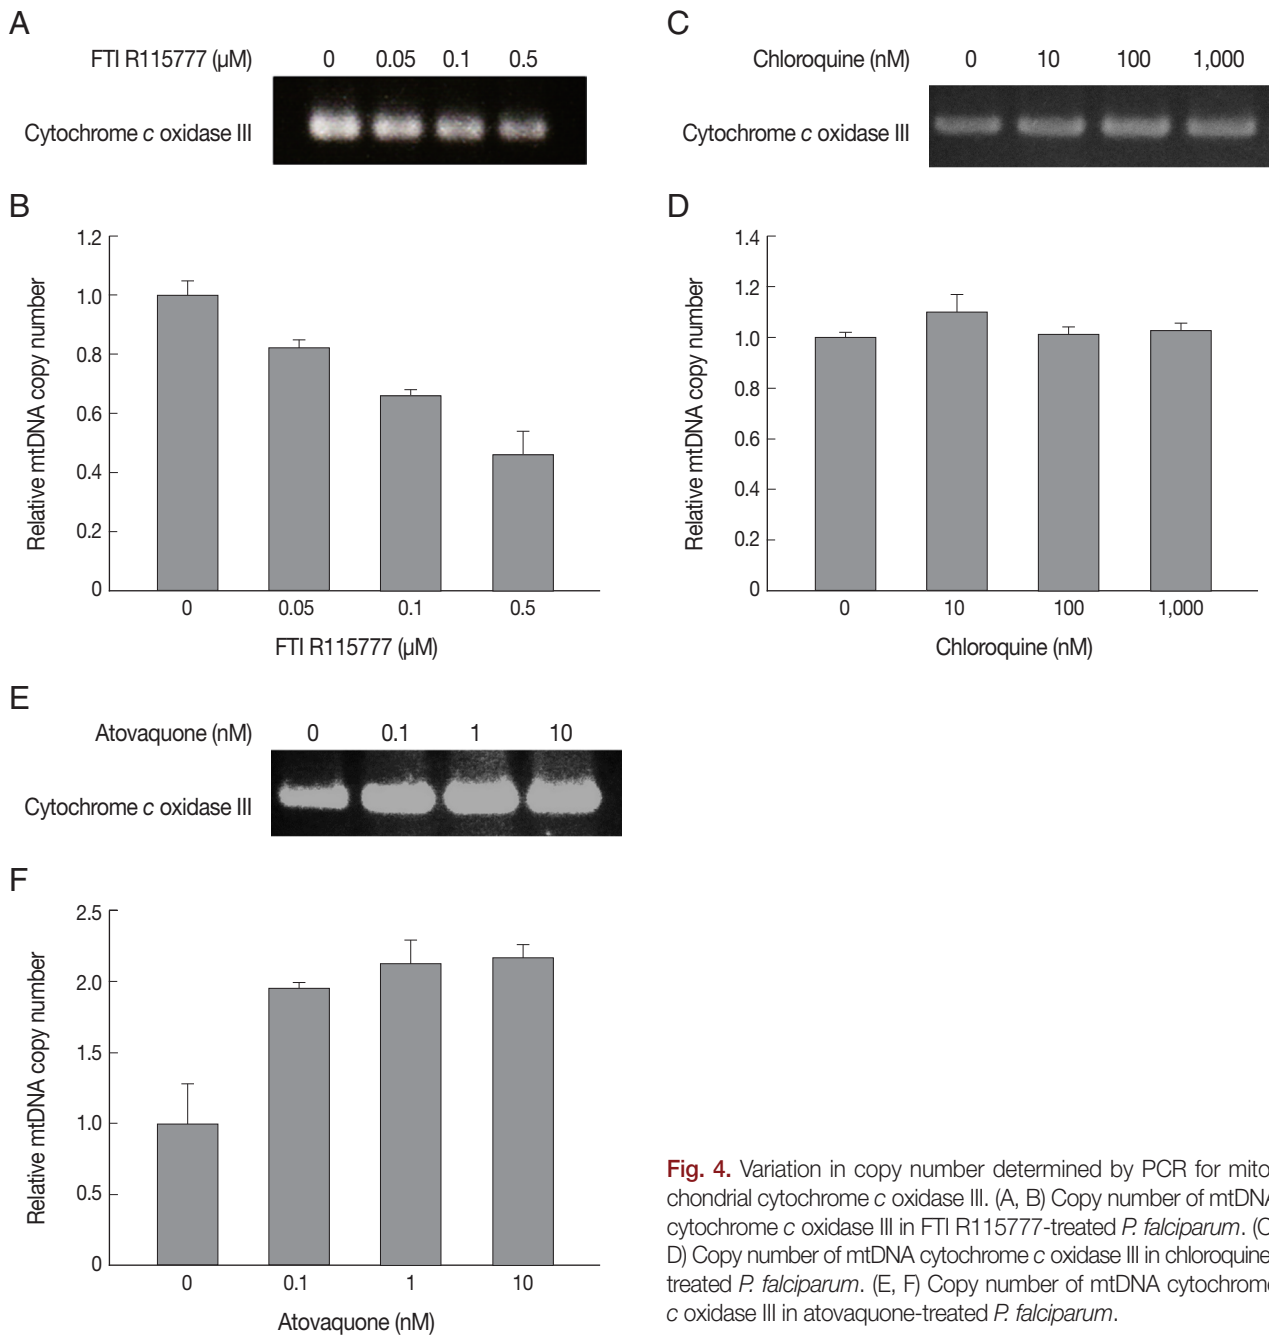 A
FTI R115777 (µM) 0 0.05 0.1 0.5
Cytochrome c oxidase III
B
1.2
1.0
0.8
0.6
0.4
0.2
0
Relative mtDNA copy number
0 0.05 0.1 0.5
FTI R115777 (µM)
C
Chloroquine (nM) 0 10 100 1,000
Cytochrome c oxidase III
D
1.4
1.2
1.0
0.8
0.6
0.4
0.2
0
Relative mtDNA copy number
0 10 100 1,000
Chloroquine (nM)
E
Atovaquone (nM) 0 0.1 1 10
Cytochrome c oxidase III
F
2.5
2.0
1.5
1.0
0.5
0
Relative mtDNA copy number
0 0.1 1 10
Atovaquone (nM)
Fig. 4. Variation in copy number determined by PCR for mito-
chondrial cytochrome c oxidase III. (A, B) Copy number of mtDNA
cytochrome c oxidase III in FTI R115777-treated P. falciparum. (C,
D) Copy number of mtDNA cytochrome c oxidase III in chloroquine-
treated P. falciparum. (E, F) Copy number of mtDNA cytochrome
c oxidase III in atovaquone-treated P. falciparum.